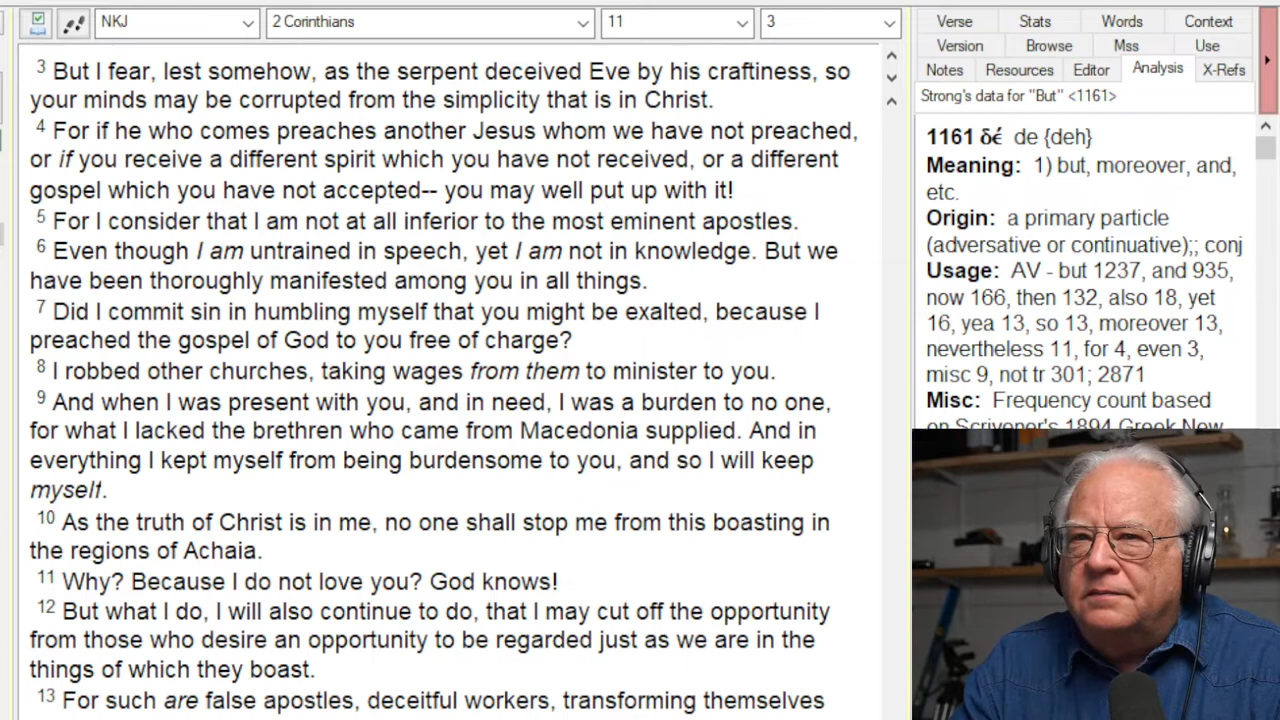 NKJ 2 Corinthians 11 3
3 But I fear, lest somehow, as the serpent deceived Eve by his craftiness, so
your minds may be corrupted from the simplicity that is in Christ.
4 For if he who comes preaches another Jesus whom we have not preached,
or if you receive a different spirit which you have not received, or a different
gospel which you have not accepted-- you may well put up with it!
5 For I consider that I am not at all inferior to the most eminent apostles.
6 Even though I am untrained in speech, yet I am not in knowledge. But we
have been thoroughly manifested among you in all things.
7 Did I commit sin in humbling myself that you might be exalted, because I
preached the gospel of God to you free of charge?
8 I robbed other churches, taking wages from them to minister to you.
9 And when I was present with you, and in need, I was a burden to no one,
for what I lacked the brethren who came from Macedonia supplied. And in
everything I kept myself from being burdensome to you, and so I will keep
myself.
10 As the truth of Christ is in me, no one shall stop me from this boasting in
the regions of Achaia.
11 Why? Because I do not love you? God knows!
12 But what I do, I will also continue to do, that I may cut off the opportunity
from those who desire an opportunity to be regarded just as we are in the
things of which they boast.
13 For such are false apostles, deceitful workers, transforming themselves
Verse Stats Words Context
Version Browse Mss Use
Notes Resources Editor Analysis X-Refs
Strong's data for "But" <1161>
1161 δέ de {deh}
Meaning: 1) but, moreover, and,
etc.
Origin: a primary particle
(adversative or continuative);; conj
Usage: AV - but 1237, and 935,
now 166, then 132, also 18, yet
16, yea 13, so 13, moreover 13,
nevertheless 11, for 4, even 3,
misc 9, not tr 301; 2871
Misc: Frequency count based
on Scrivener's 1894 Greek New